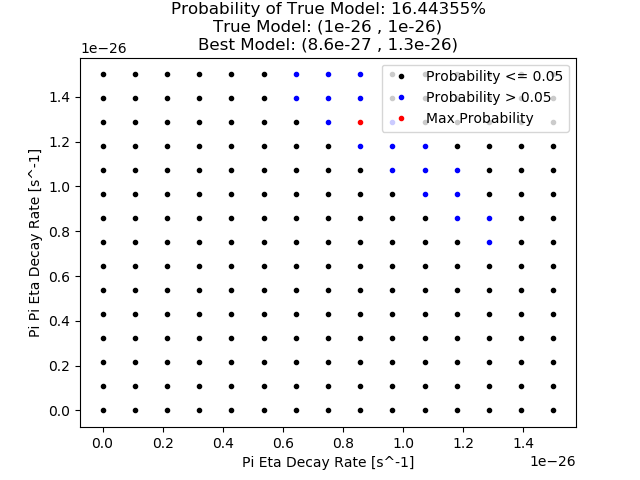 Probability of True Model: 16.44355%
True Model: (1e-26 , 1e-26)
Best Model: (8.6e-27 , 1.3e-26)
1e−26
Probability <= 0.05
Probability > 0.05
Max Probability
1.4
1.2
1.0
0.8
0.6
0.4
0.2
0.0
Pi Pi Eta Decay Rate [s^-1]
0.0 0.2 0.4 0.6 0.8 1.0 1.2 1.4
Pi Eta Decay Rate [s^-1]
1e−26